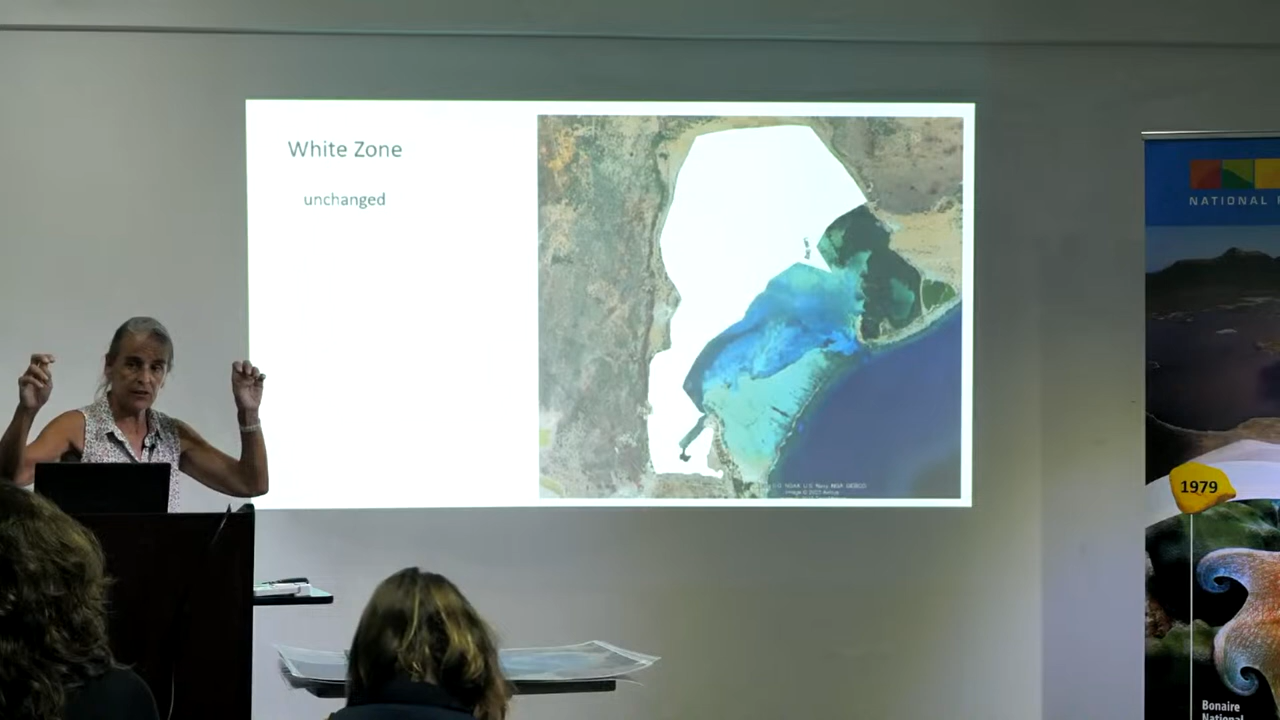 White Zone
unchanged
NATIONAL
1979
Bonaire
National